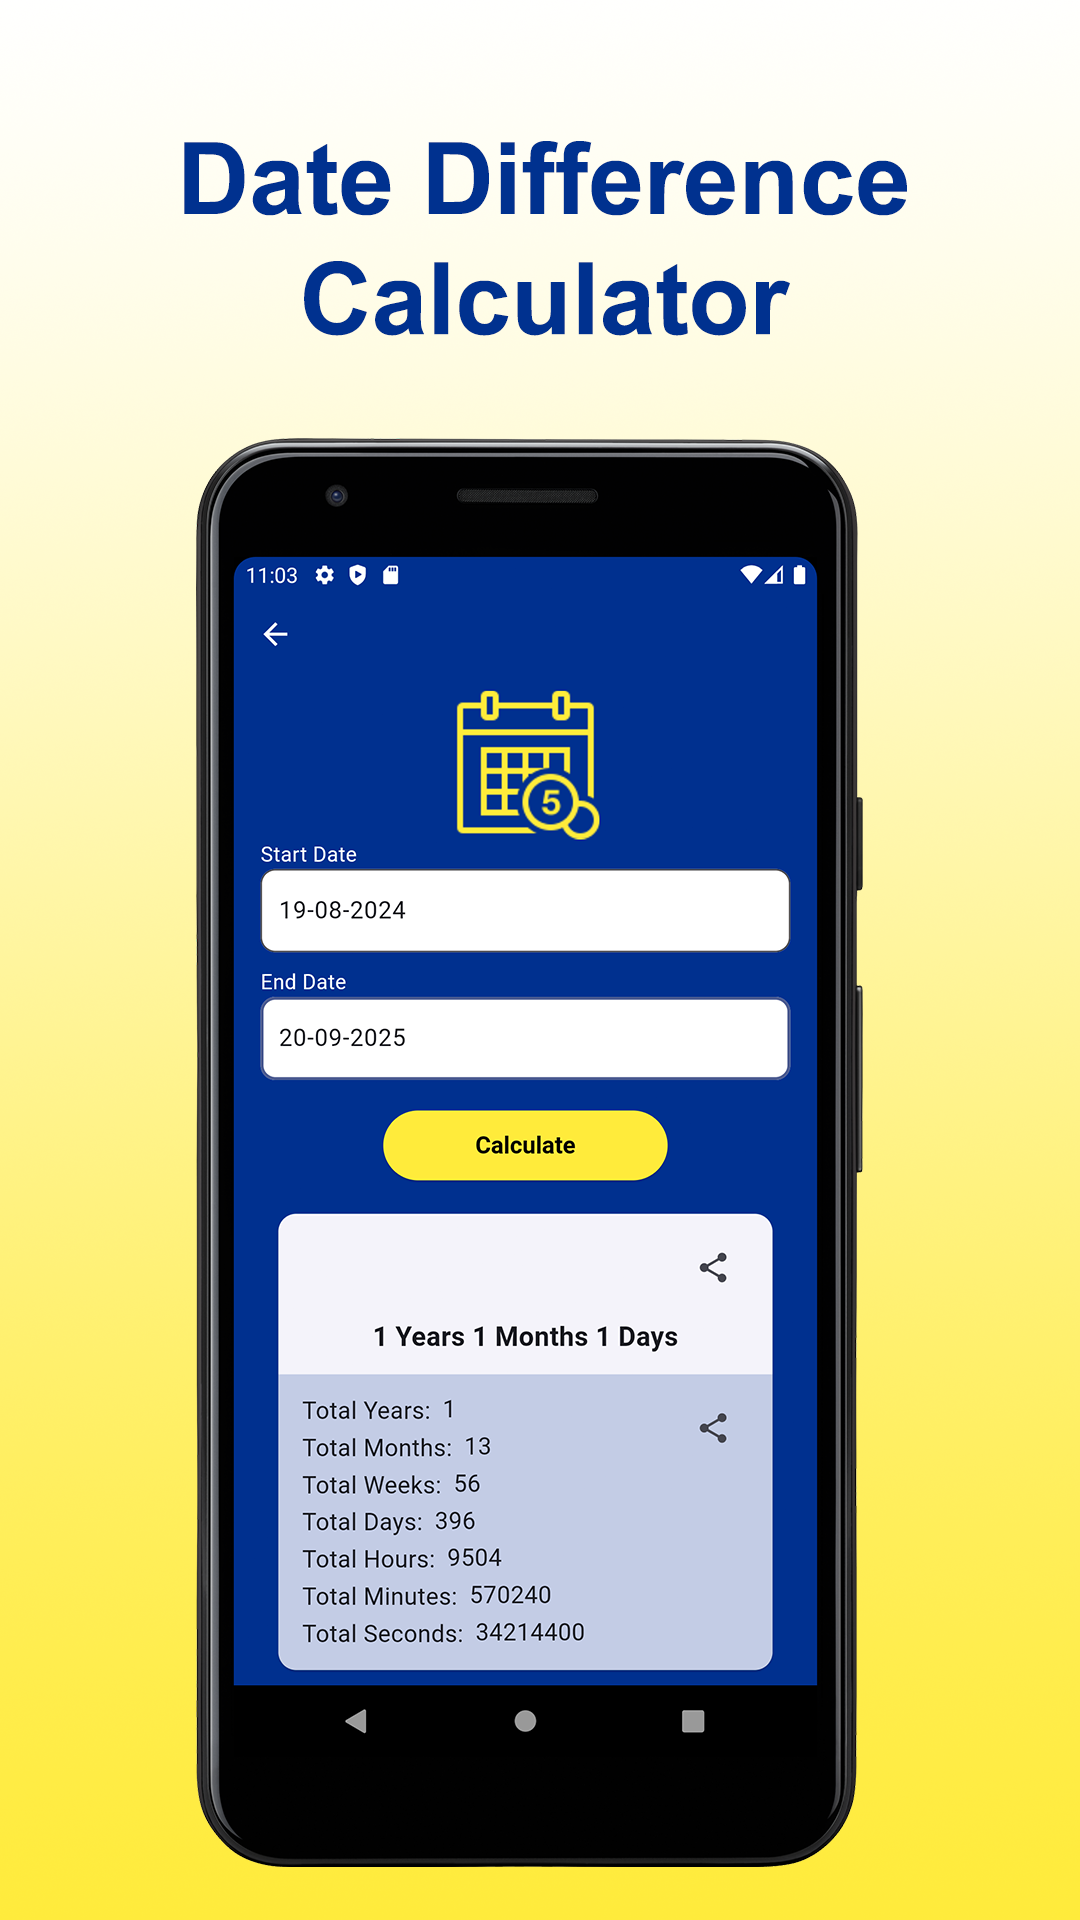 Date Difference
Calculator
11:03
5
Start Date
19-08-2024
End Date
20-09-2025
Calculate
1 Years 1 Months 1 Days
Total Years: 1
Total Months: 13
Total Weeks: 56
Total Days: 396
Total Hours: 9504
Total Minutes: 570240
Total Seconds: 34214400